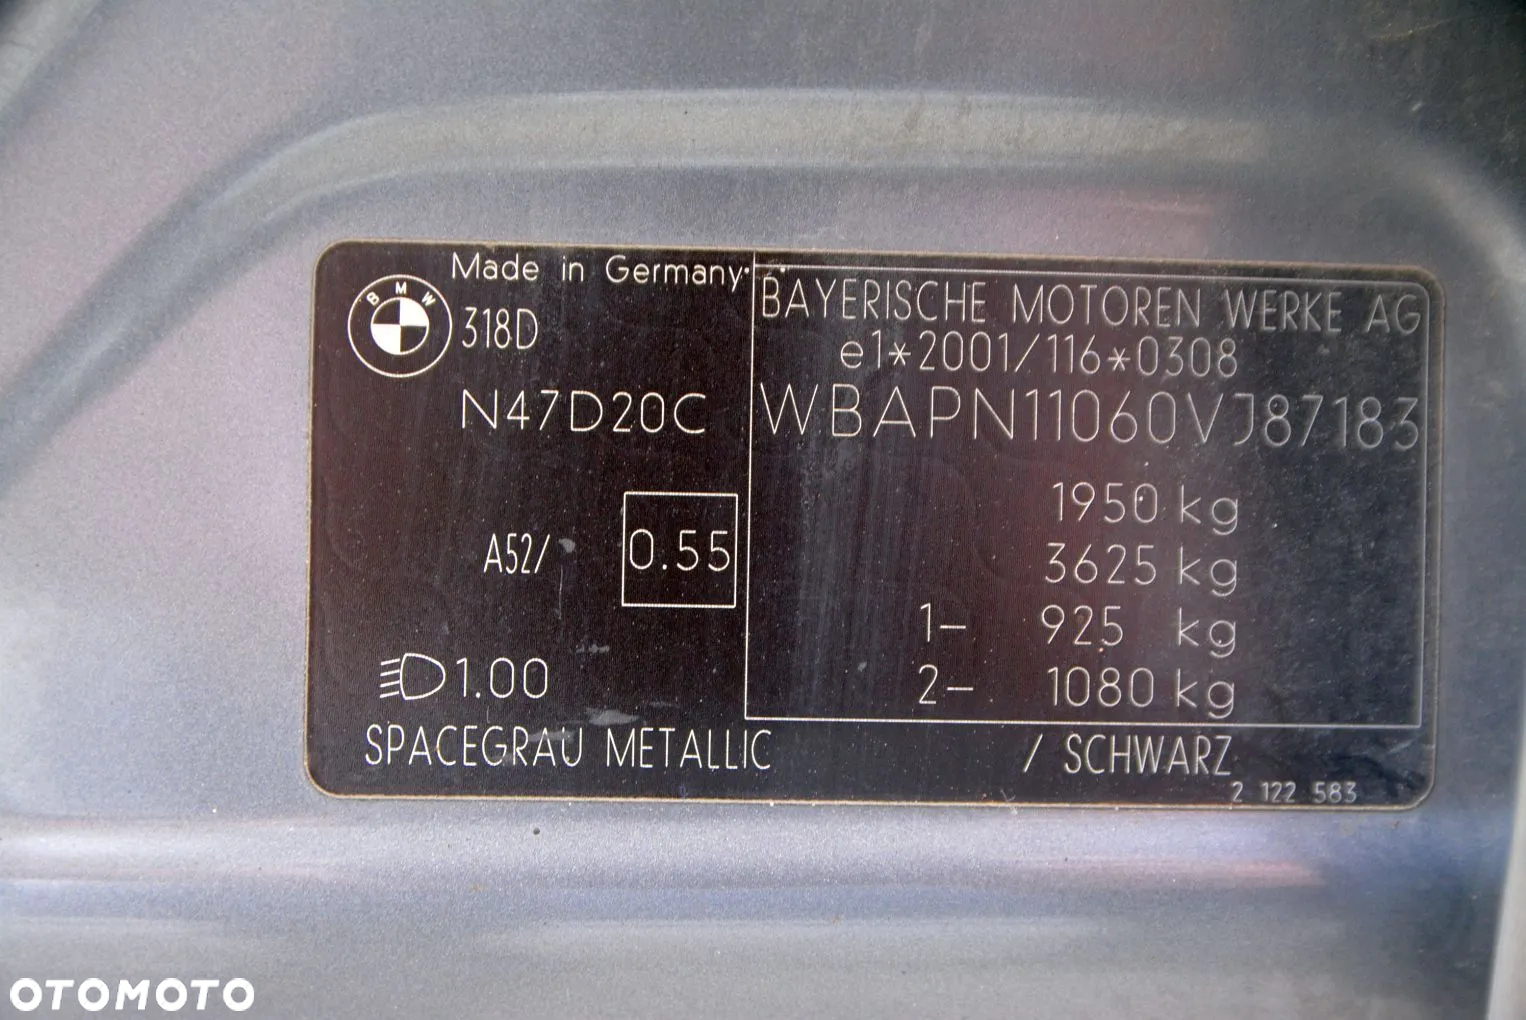 Made in Germany
BMW
318D
N47D20C
A52/
0.55
1.00
BAYERISCHE MOTOREN WERKE AG
e1*2001/116*0308
WBAPN11060VJ87183
1950 kg
3625 kg
1- 925 kg
2- 1080 kg
SPACEGRAU METALLIC / SCHWARZ
2 122 583
OTOMOTO